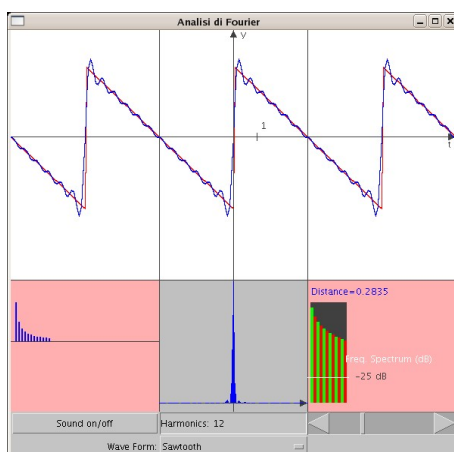 Analisi di Fourier
y
1
t
Distance=0.2835
Freq. Spectrum (dB)
-25 dB
Sound on/off
Harmonics: 12
Wave Form:
Sawtooth